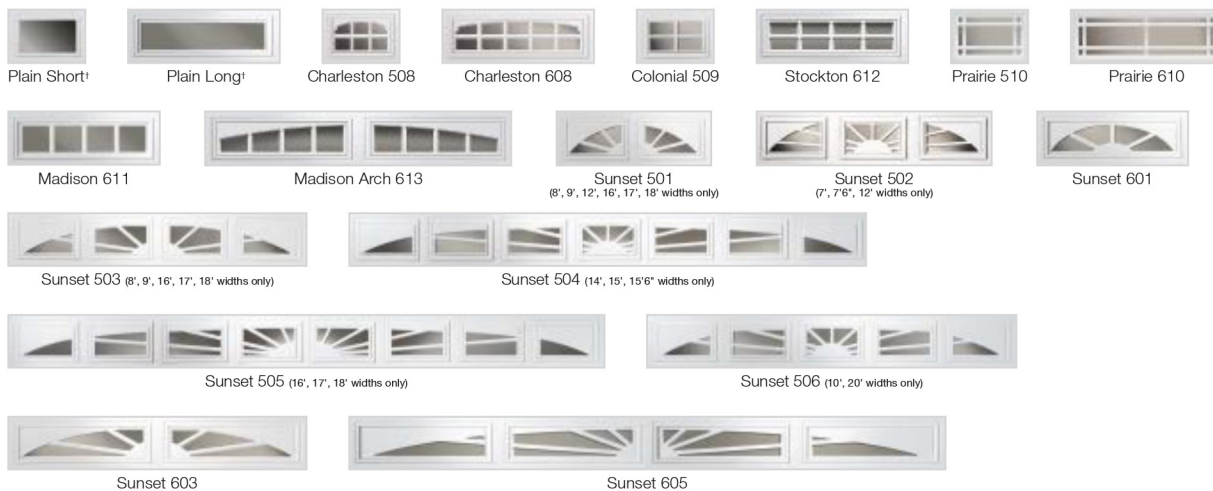 Plain Short†
Plain Long†
Charleston 508
Charleston 608
Colonial 509
Stockton 612
Prairie 510
Prairie 610
Madison 611
Madison Arch 613
Sunset 501
(8', 9', 12', 16', 17', 18' widths only)
Sunset 502
(7', 7'6", 12' widths only)
Sunset 601
Sunset 503 (8', 9', 16', 17', 18' widths only)
Sunset 504 (14', 15', 15'6" widths only)
Sunset 505 (16', 17', 18' widths only)
Sunset 506 (10', 20' widths only)
Sunset 603
Sunset 605